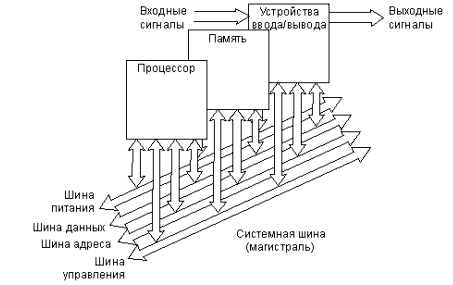 Входные
сигналы
Устройства
ввода/вывода
Выходные
сигналы
Память
Процессор
Шина
питания
Шина данных
Шина адреса
Шина
управления
Системная шина
(магистраль)